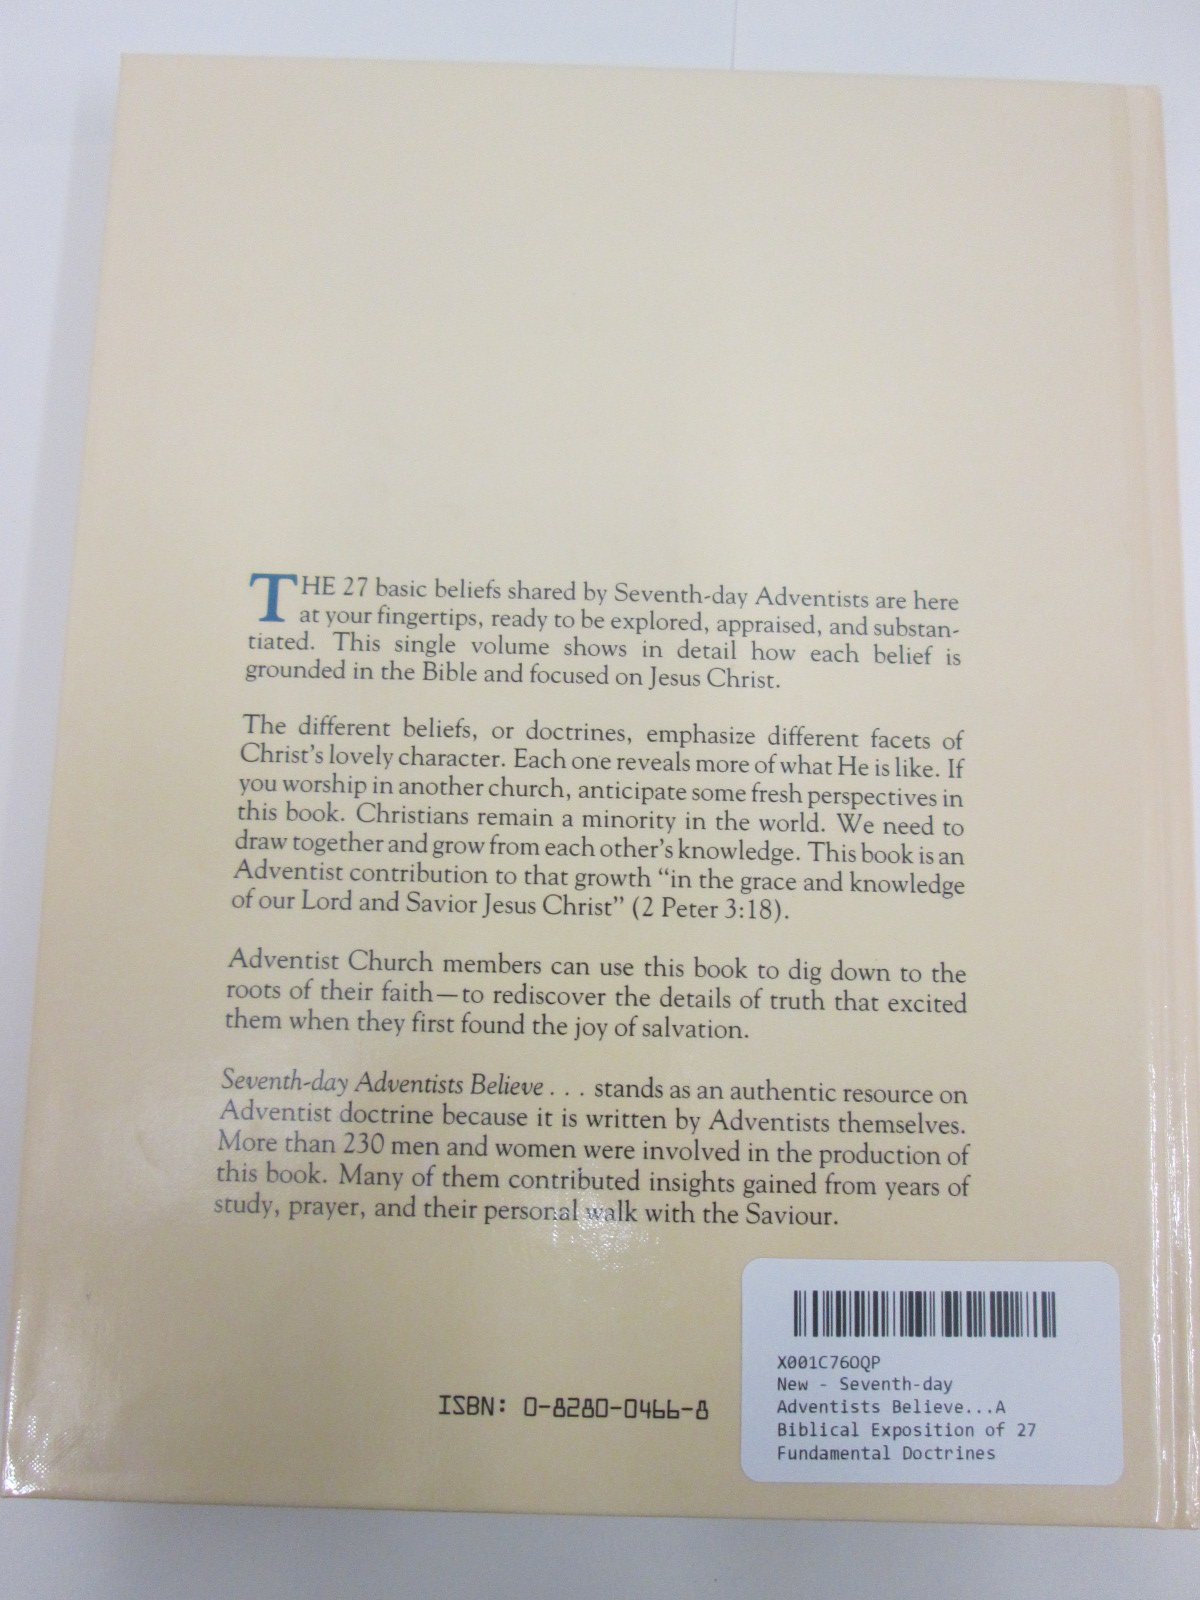 THE 27 basic beliefs shared by Seventh-day Adventists are here
at your fingertips, ready to be explored, appraised, and substan-
tiated. This single volume shows in detail how each belief is
grounded in the Bible and focused on Jesus Christ.
The different beliefs, or doctrines, emphasize different facets of
Christ's lovely character. Each one reveals more of what He is like. If
you worship in another church, anticipate some fresh perspectives in
this book. Christians remain a minority in the world. We need to
draw together and grow from each other's knowledge. This book is an
Adventist contribution to that growth "in the grace and knowledge
of our Lord and Savior Jesus Christ" (2 Peter 3:18).
Adventist Church members can use this book to dig down to the
roots of their faith—to rediscover the details of truth that excited
them when they first found the joy of salvation.
Seventh-day Adventists Believe . . . stands as an authentic resource on
Adventist doctrine because it is written by Adventists themselves.
More than 230 men and women were involved in the production of
this book. Many of them contributed insights gained from years of
study, prayer, and their personal walk with the Saviour.
ISBN: 0-8280-0466-8
X001C76OQP
New - Seventh-day
Adventists Believe...A
Biblical Exposition of 27
Fundamental Doctrines